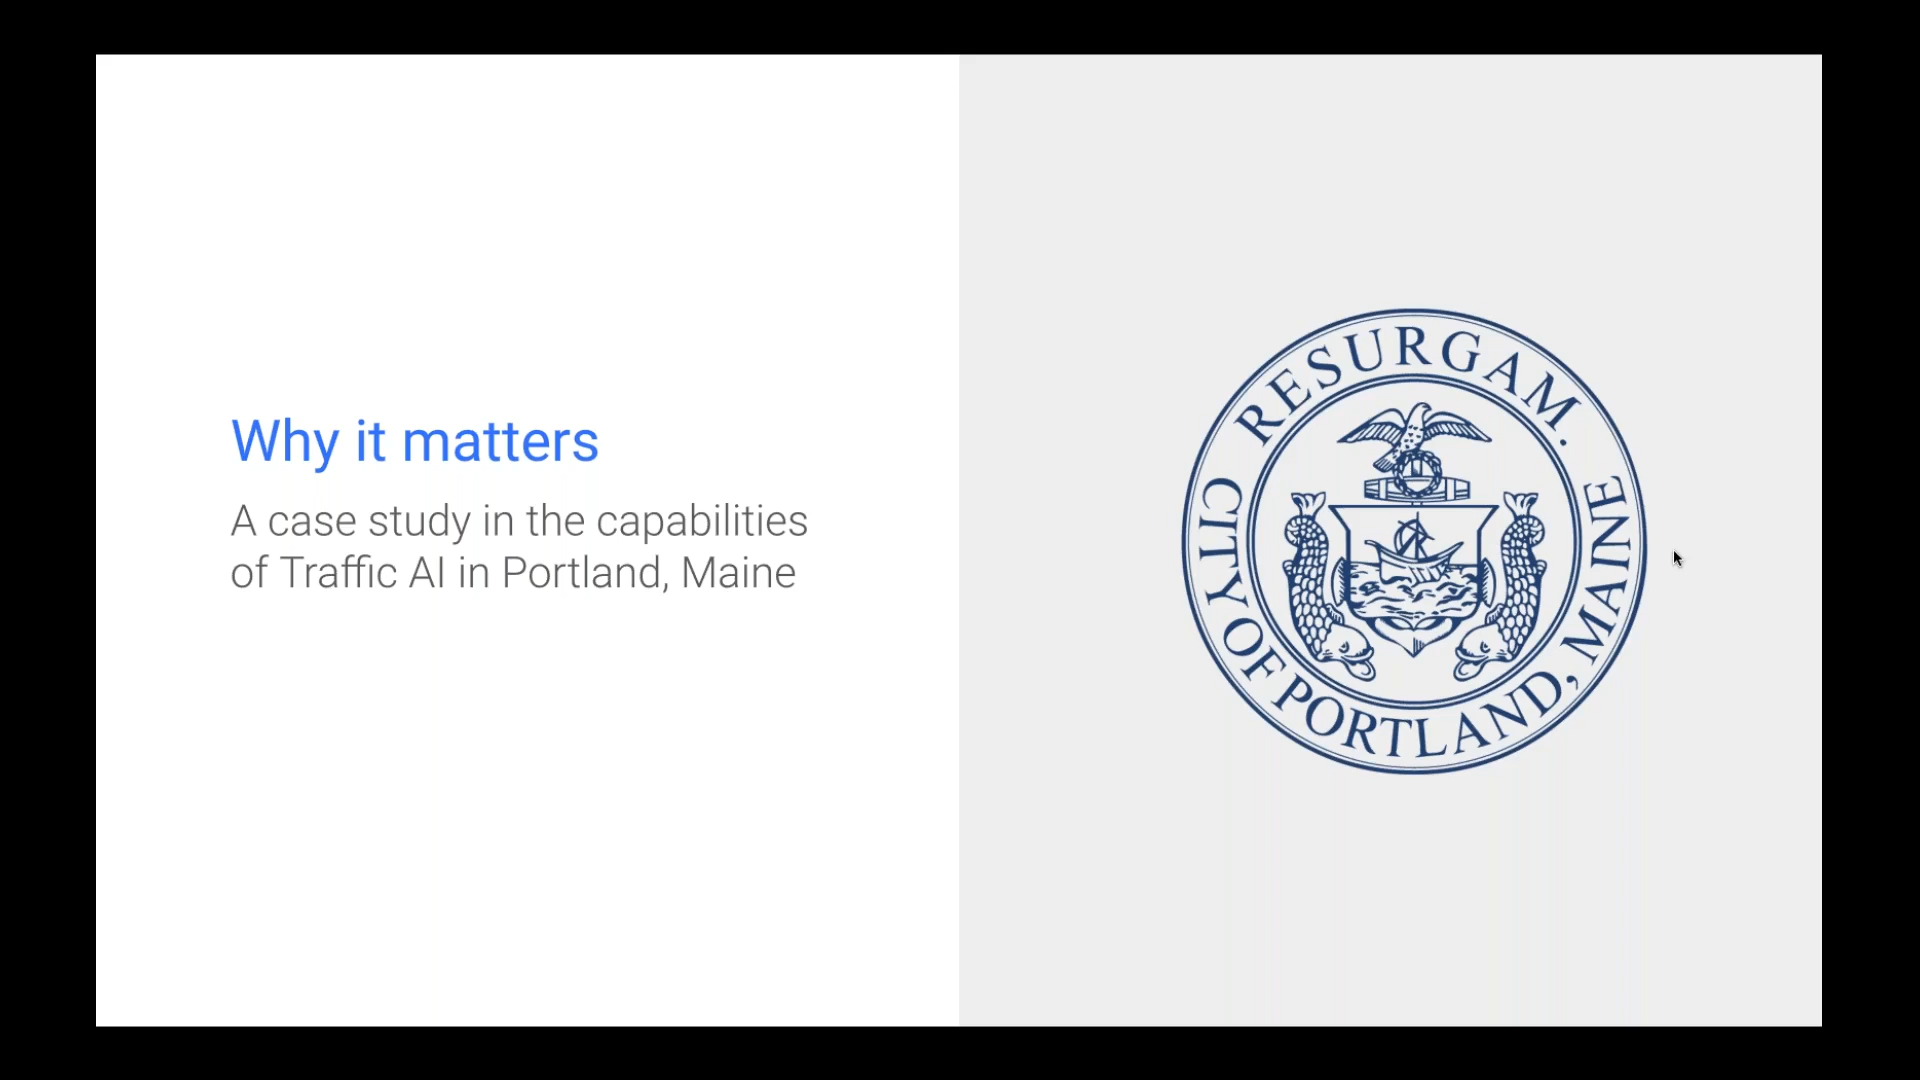 Why it matters
A case study in the capabilities
of Traffic AI in Portland, Maine
RESURGAM.
CITY OF PORTLAND, MAINE